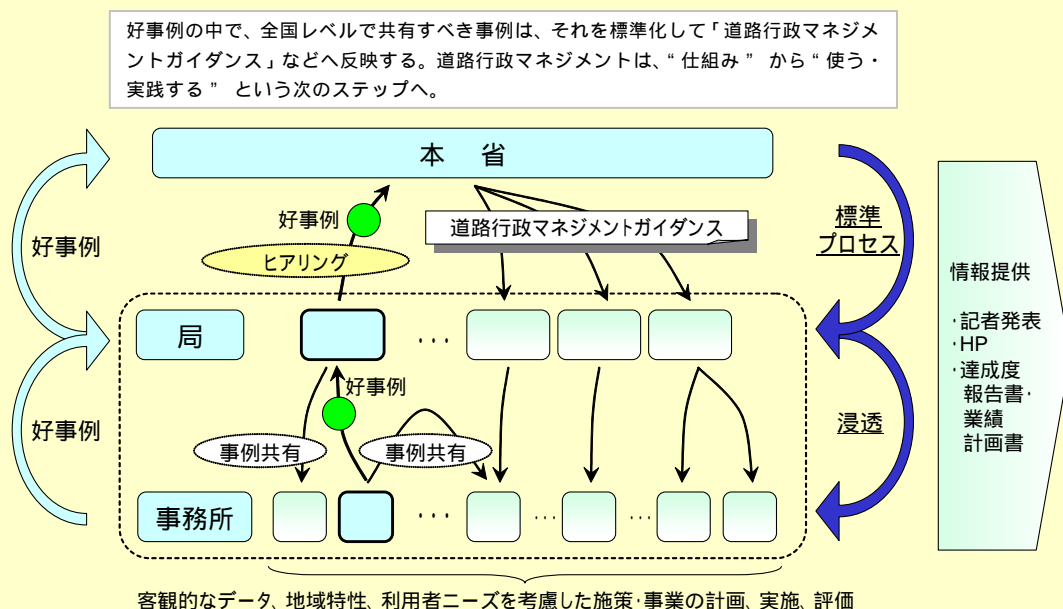 好事例の中で、全国レベルで共有すべき事例は、それを標準化して「道路行政マネジメ
ントガイダンス」などへ反映する。道路行政マネジメントは、“仕組み” から“使う・
実践する” という次のステップへ。
本 省
好事例
好事例
ヒアリング
道路行政マネジメントガイダンス
標準
プロセス
情報提供
・記者発表
・HP
・達成度
報告書・
業績
計画書
局
・・・
好事例
好事例
事例共有
事例共有
浸透
事務所
・・・
・・・
・・・
客観的なデータ、地域特性、利用者ニーズを考慮した施策・事業の計画、実施、評価